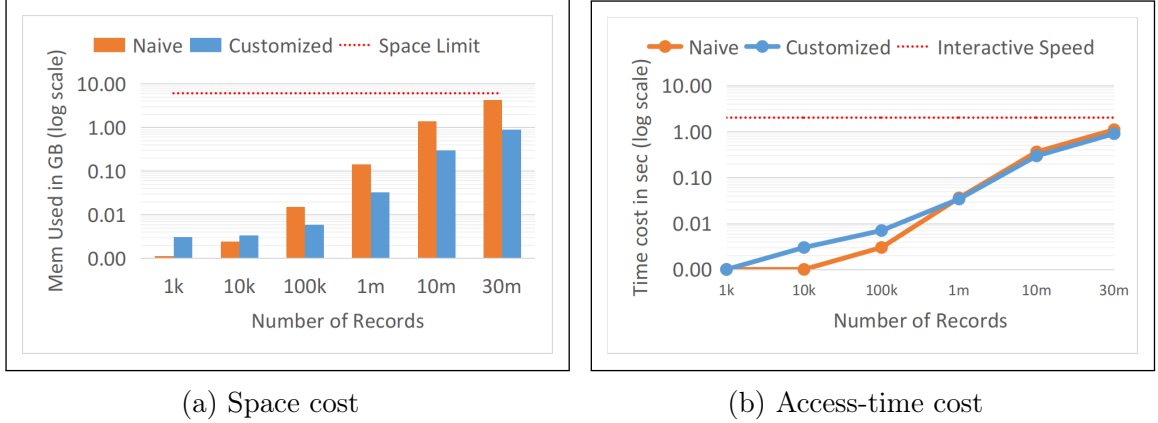 Naive Customized Space Limit
Mem Used in GB (log scale)
10.00
1.00
0.10
0.01
0.00
1k 10k 100k 1m 10m 30m
Number of Records
(a) Space cost
Naive Customized Interactive Speed
Time cost in sec (log scale)
10.00
1.00
0.10
0.01
0.00
1k 10k 100k 1m 10m 30m
Number of Records
(b) Access-time cost